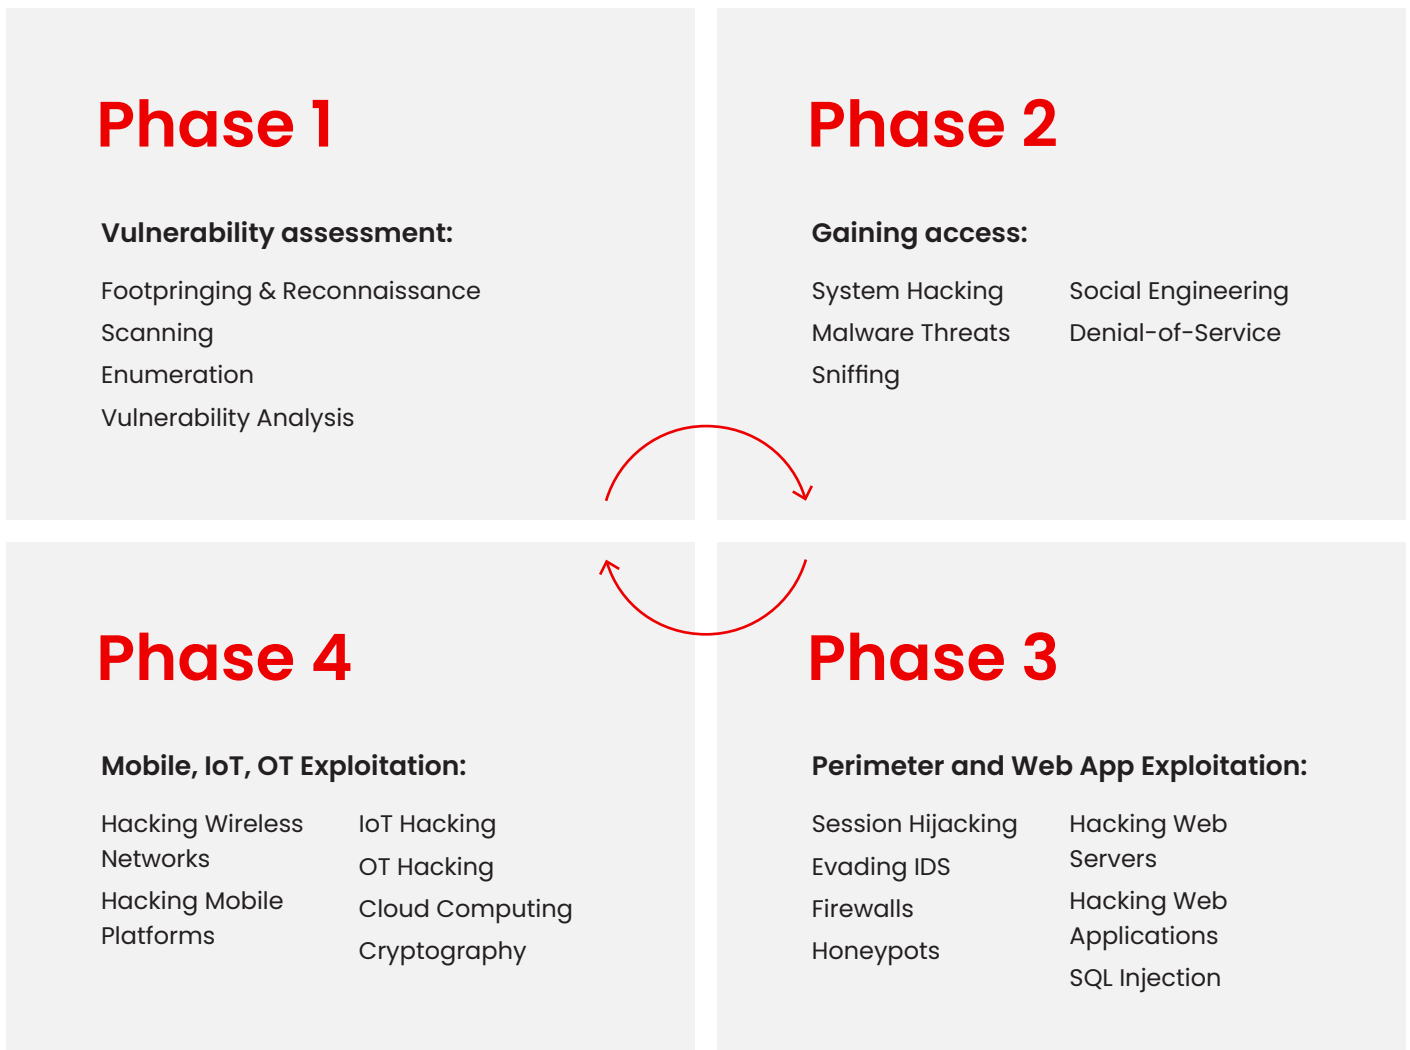 Phase 1
Vulnerability assessment:
Footpringing & Reconnaissance
Scanning
Enumeration
Vulnerability Analysis
Phase 2
Gaining access:
System Hacking
Malware Threats
Sniffing
Social Engineering
Denial-of-Service
Phase 4
Mobile, IoT, OT Exploitation:
Hacking Wireless
Networks
Hacking Mobile
Platforms
IoT Hacking
OT Hacking
Cloud Computing
Cryptography
Phase 3
Perimeter and Web App Exploitation:
Session Hijacking
Evading IDS
Firewalls
Honeypots
Hacking Web
Servers
Hacking Web
Applications
SQL Injection